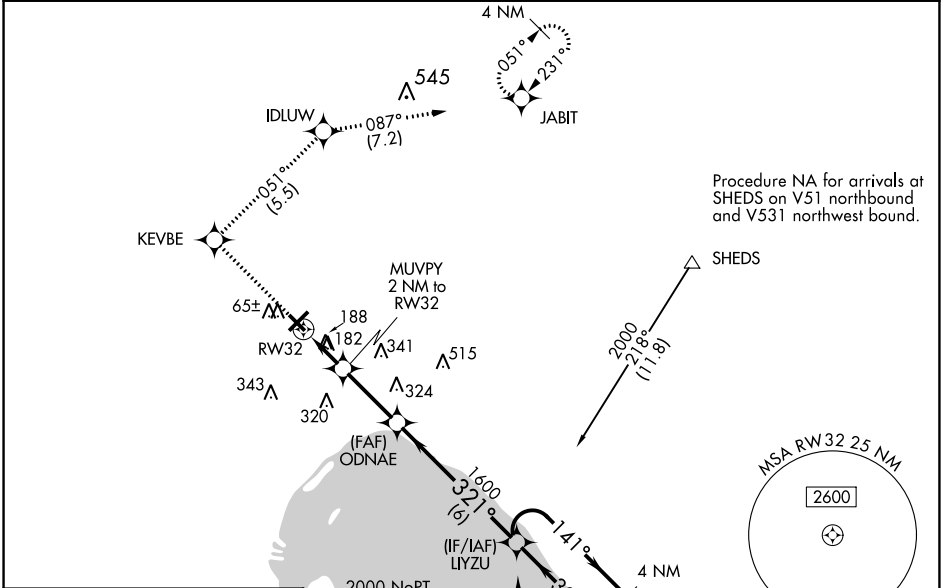 4 NM
051°
231°
JABIT
545
IDLUW
087°
(7.2)
051°
(5.5)
Procedure NA for arrivals at
SHEDS on V51 northbound
and V531 northwest bound.
KEVBE
SHEDS
MUVPY
2 NM to
RW32
65±
188
182
RW32
341
515
2000
218°
(11.8)
343
324
320
(FAF)
ODNAE
MSA RW32 25 NM
2600
1600
321°
(6)
141°
(IF/IAF)
LIYZU
4 NM
2000 NoPT